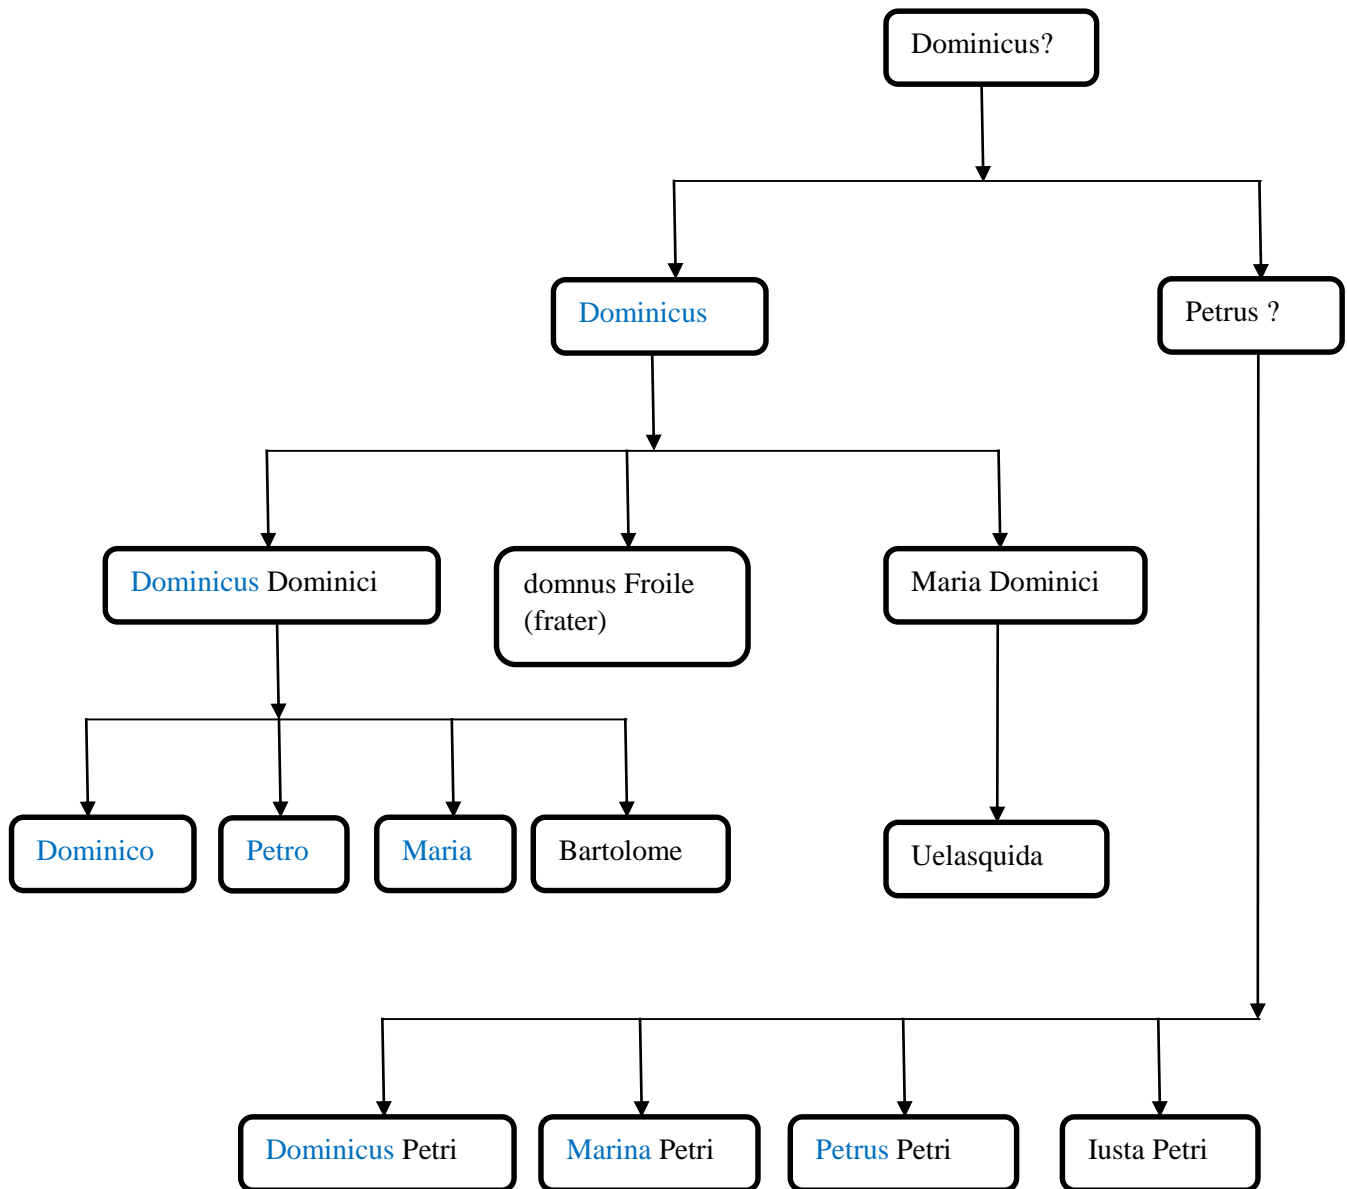 Dominicus?
Dominicus
Petrus ?
Dominicus Dominici
domnus Froile
(frater)
Maria Dominici
Dominico
Petro
Maria
Bartolome
Uelasquida
Dominicus Petri
Marina Petri
Petrus Petri
Iusta Petri